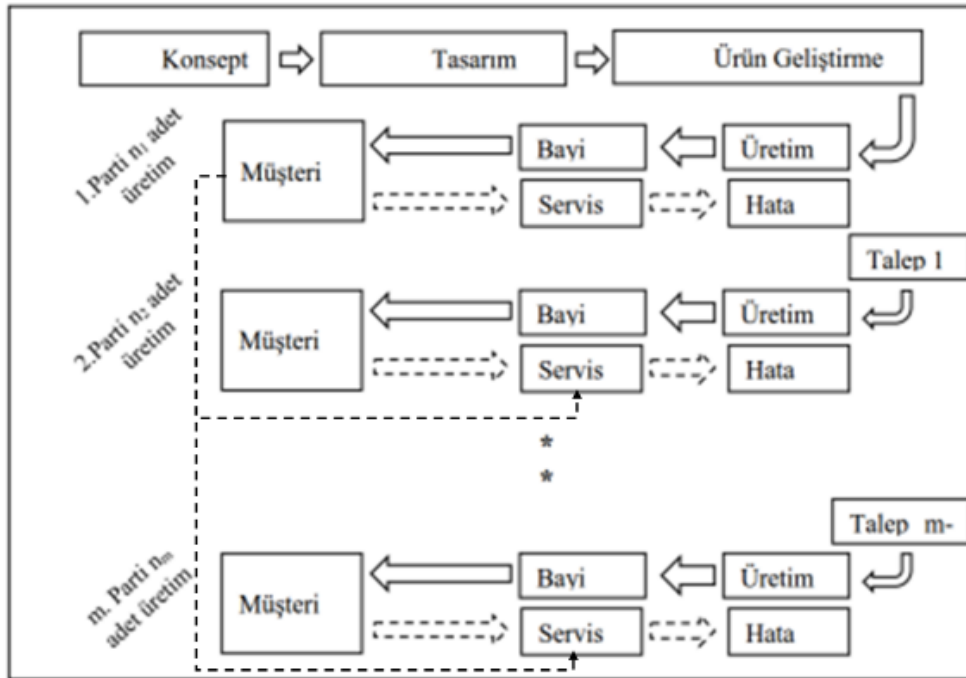 Konsept
Tasarım
Ürün Geliştirme
1.Parti n₁ adet
üretim
Müşteri
Bayi
Üretim
Servis
Hata
Talep 1
2.Parti n₂ adet
üretim
Müşteri
Bayi
Üretim
Servis
Hata
*
*
Talep m-
m. Parti nₘ
adet üretim
Müşteri
Bayi
Üretim
Servis
Hata